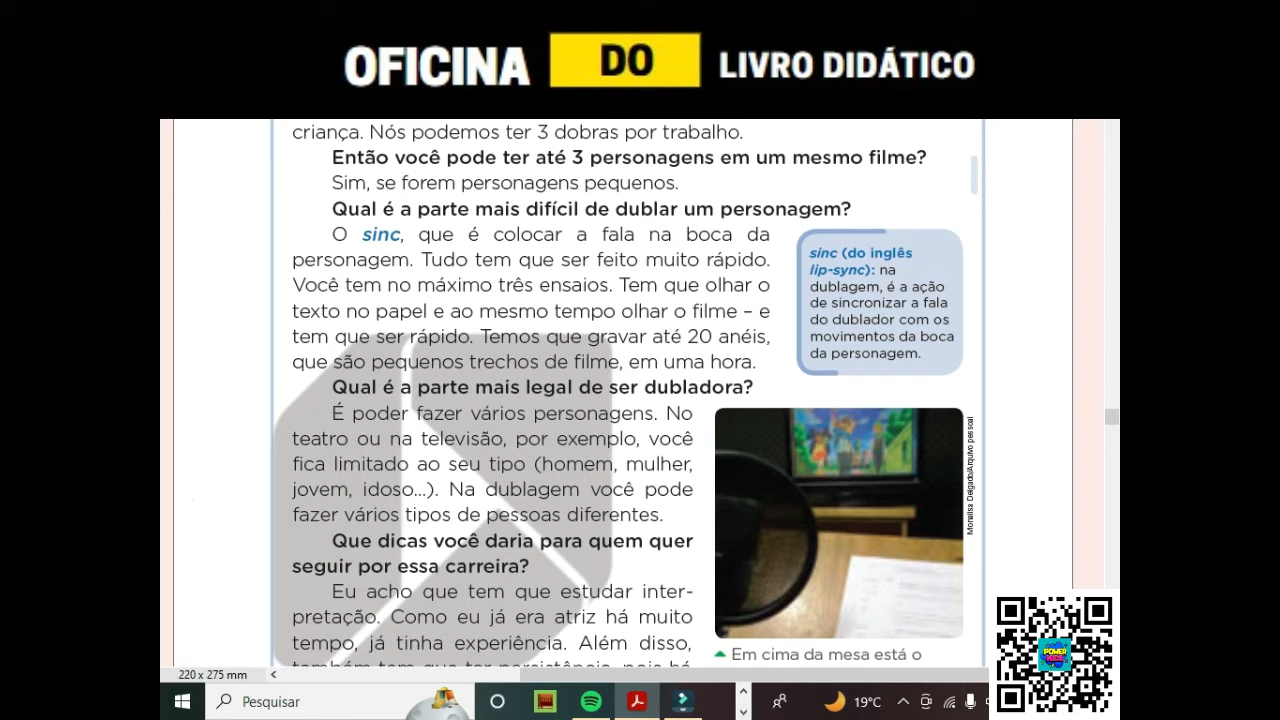 OFICINA DO LIVRO DIDÁTICO
criança. Nós podemos ter 3 dobras por trabalho.
Então você pode ter até 3 personagens em um mesmo filme?
Sim, se forem personagens pequenos.
Qual é a parte mais difícil de dublar um personagem?
O sinc, que é colocar a fala na boca da
personagem. Tudo tem que ser feito muito rápido.
Você tem no máximo três ensaios. Tem que olhar o
texto no papel e ao mesmo tempo olhar o filme – e
tem que ser rápido. Temos que gravar até 20 anéis,
que são pequenos trechos de filme, em uma hora.
sinc (do inglês
lip-sync): na
dublagem, é a ação
de sincronizar a fala
do dublador com os
movimentos da boca
da personagem.
Qual é a parte mais legal de ser dubladora?
É poder fazer vários personagens. No
teatro ou na televisão, por exemplo, você
fica limitado ao seu tipo (homem, mulher,
jovem, idoso...). Na dublagem você pode
fazer vários tipos de pessoas diferentes.
Que dicas você daria para quem quer
seguir por essa carreira?
Eu acho que tem que estudar inter-
pretação. Como eu já era atriz há muito
tempo, já tinha experiência. Além disso,
também tem que ter persistência, pois há
Monalisa Delgado/Arquivo pessoal
Em cima da mesa está o
220 x 275 mm
Pesquisar
19°C
POWER